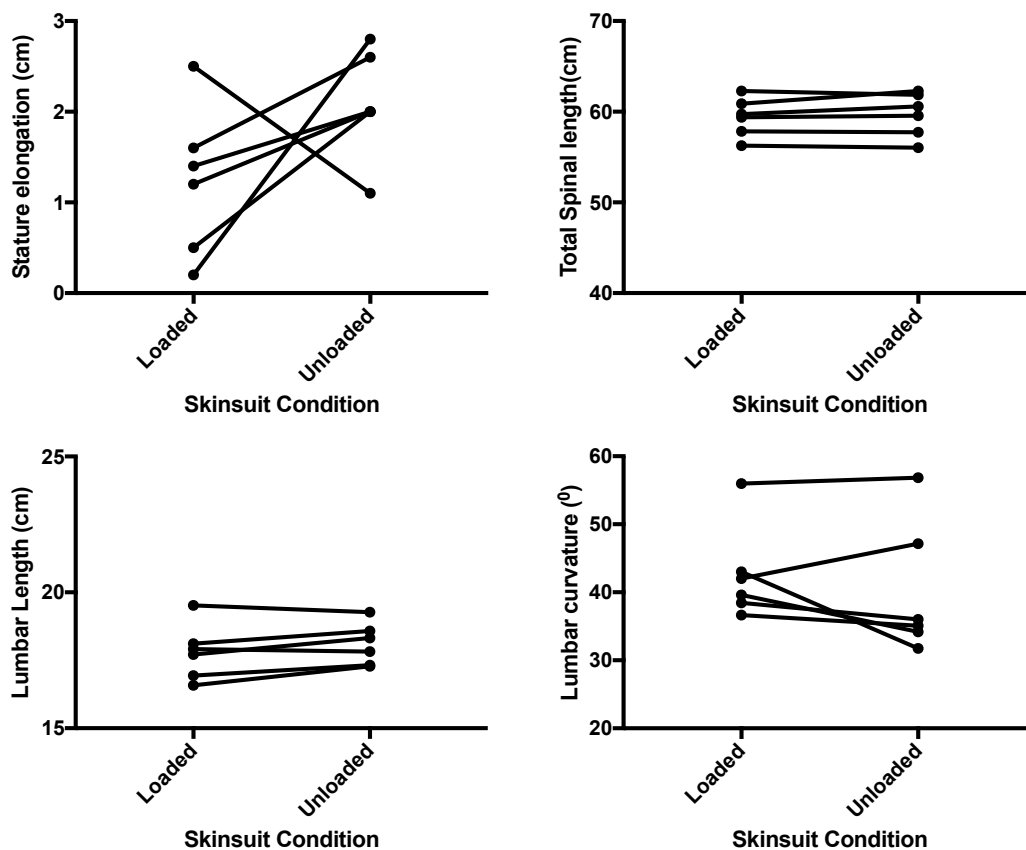 Stature elongation (cm)
3
2
1
0
Loaded
Unloaded
Skinsuit Condition
Total Spinal length(cm)
70
60
50
40
Loaded
Unloaded
Skinsuit Condition
Lumbar Length (cm)
25
20
15
Loaded
Unloaded
Skinsuit Condition
Lumbar curvature (⁰)
60
50
40
30
20
Loaded
Unloaded
Skinsuit Condition